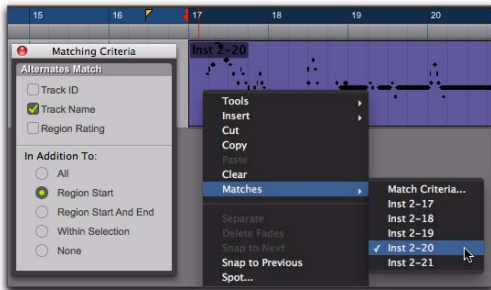 15 16 17 18 19 20
Matching Criteria
Alternates Match
Track ID
Track Name
Region Rating
In Addition To:
All
Region Start
Region Start And End
Within Selection
None
Inst 2-20
Tools
Insert
Cut
Copy
Paste
Clear
Matches
Separate
Delete Fades
Snap to Next
Snap to Previous
Spot...
Match Criteria...
Inst 2-17
Inst 2-18
Inst 2-19
✓ Inst 2-20
Inst 2-21